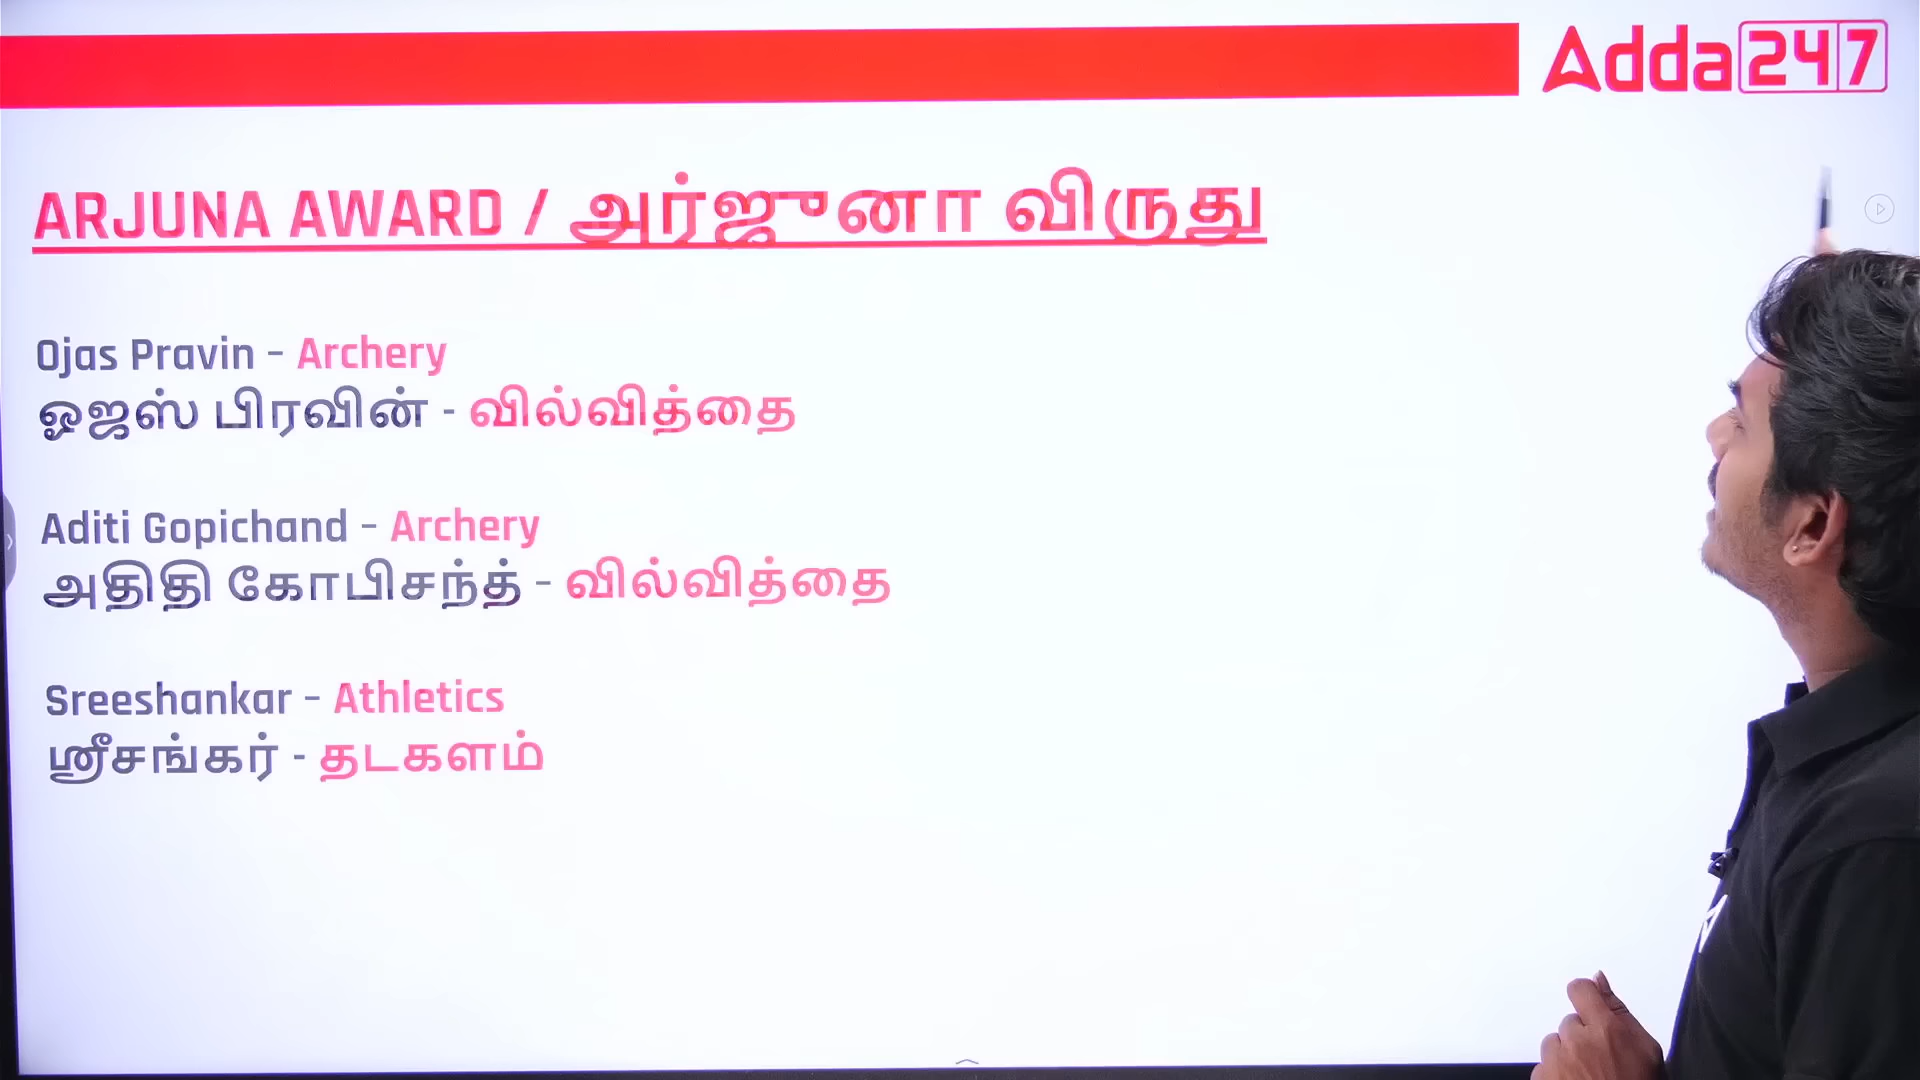 Adda247
ARJUNA AWARD / அர்ஜுனா விருது
Ojas Pravin – Archery
ஓஜஸ் பிரவின் - வில்வித்தை
Aditi Gopichand – Archery
அதிதி கோபிசந்த் – வில்வித்தை
Sreeshankar – Athletics
ஸ்ரீசங்கர் - தடகளம்